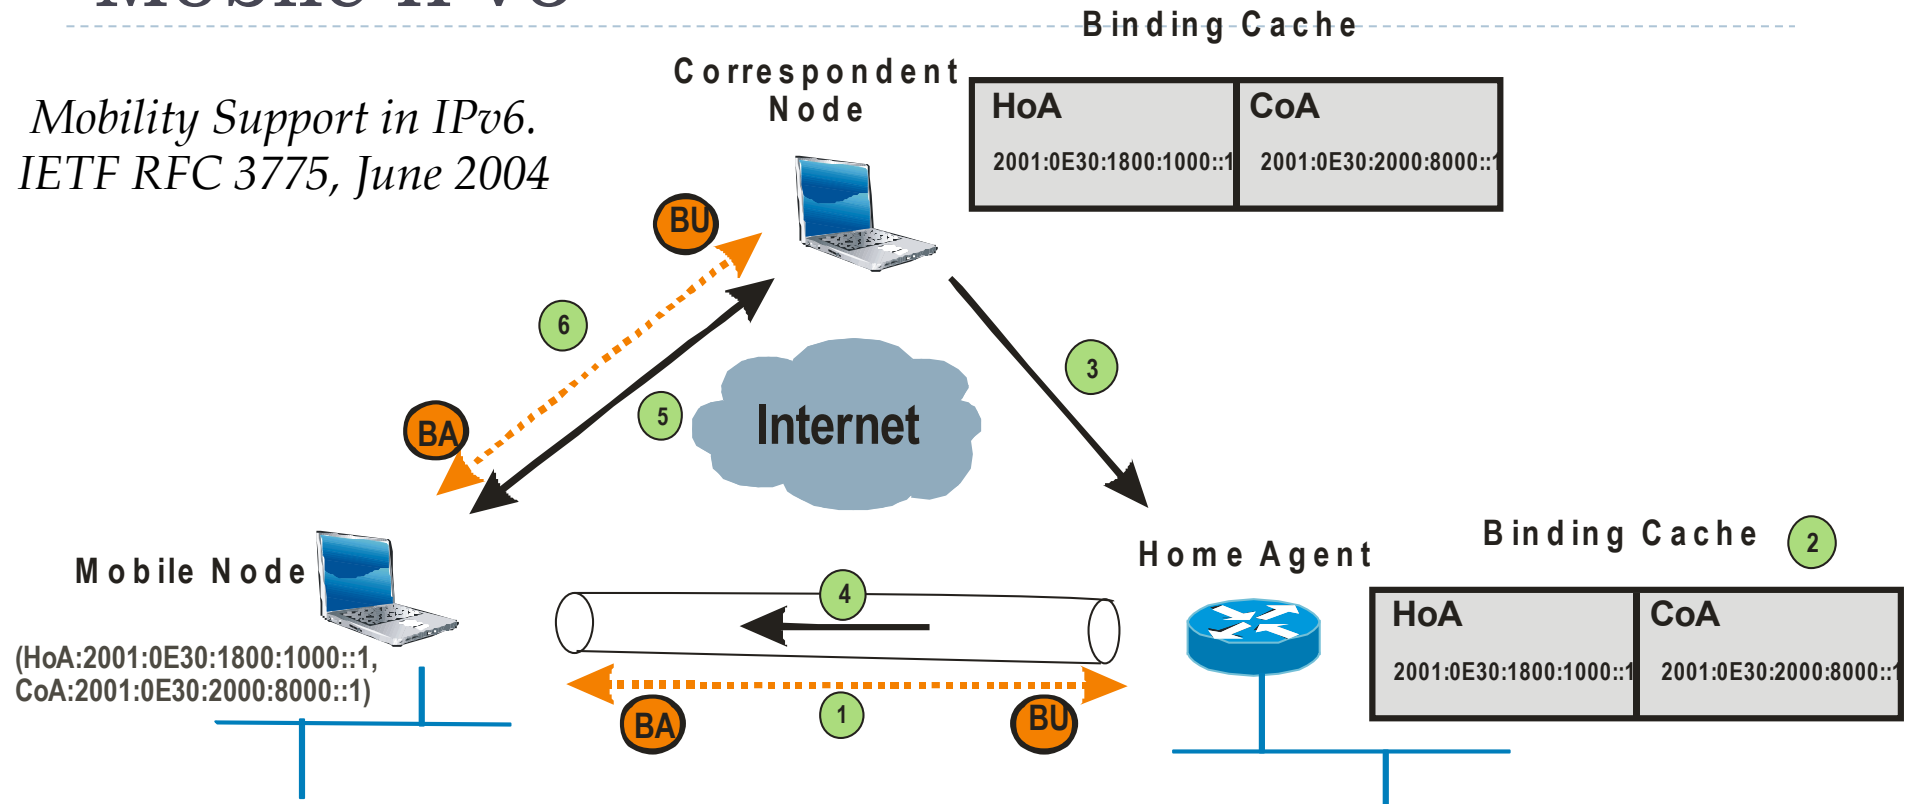 Mobile IPv6
Binding Cache
Correspondent
Node
HoA
CoA
2001:0E30:1800:1000::1
2001:0E30:2000:8000::1
Mobility Support in IPv6.
IETF RFC 3775, June 2004
BU
6
3
5
Internet
BA
Binding Cache
2
Home Agent
Mobile Node
4
HoA
CoA
2001:0E30:1800:1000::1
2001:0E30:2000:8000::1
(HoA:2001:0E30:1800:1000::1,
CoA:2001:0E30:2000:8000::1)
BA
1
BU